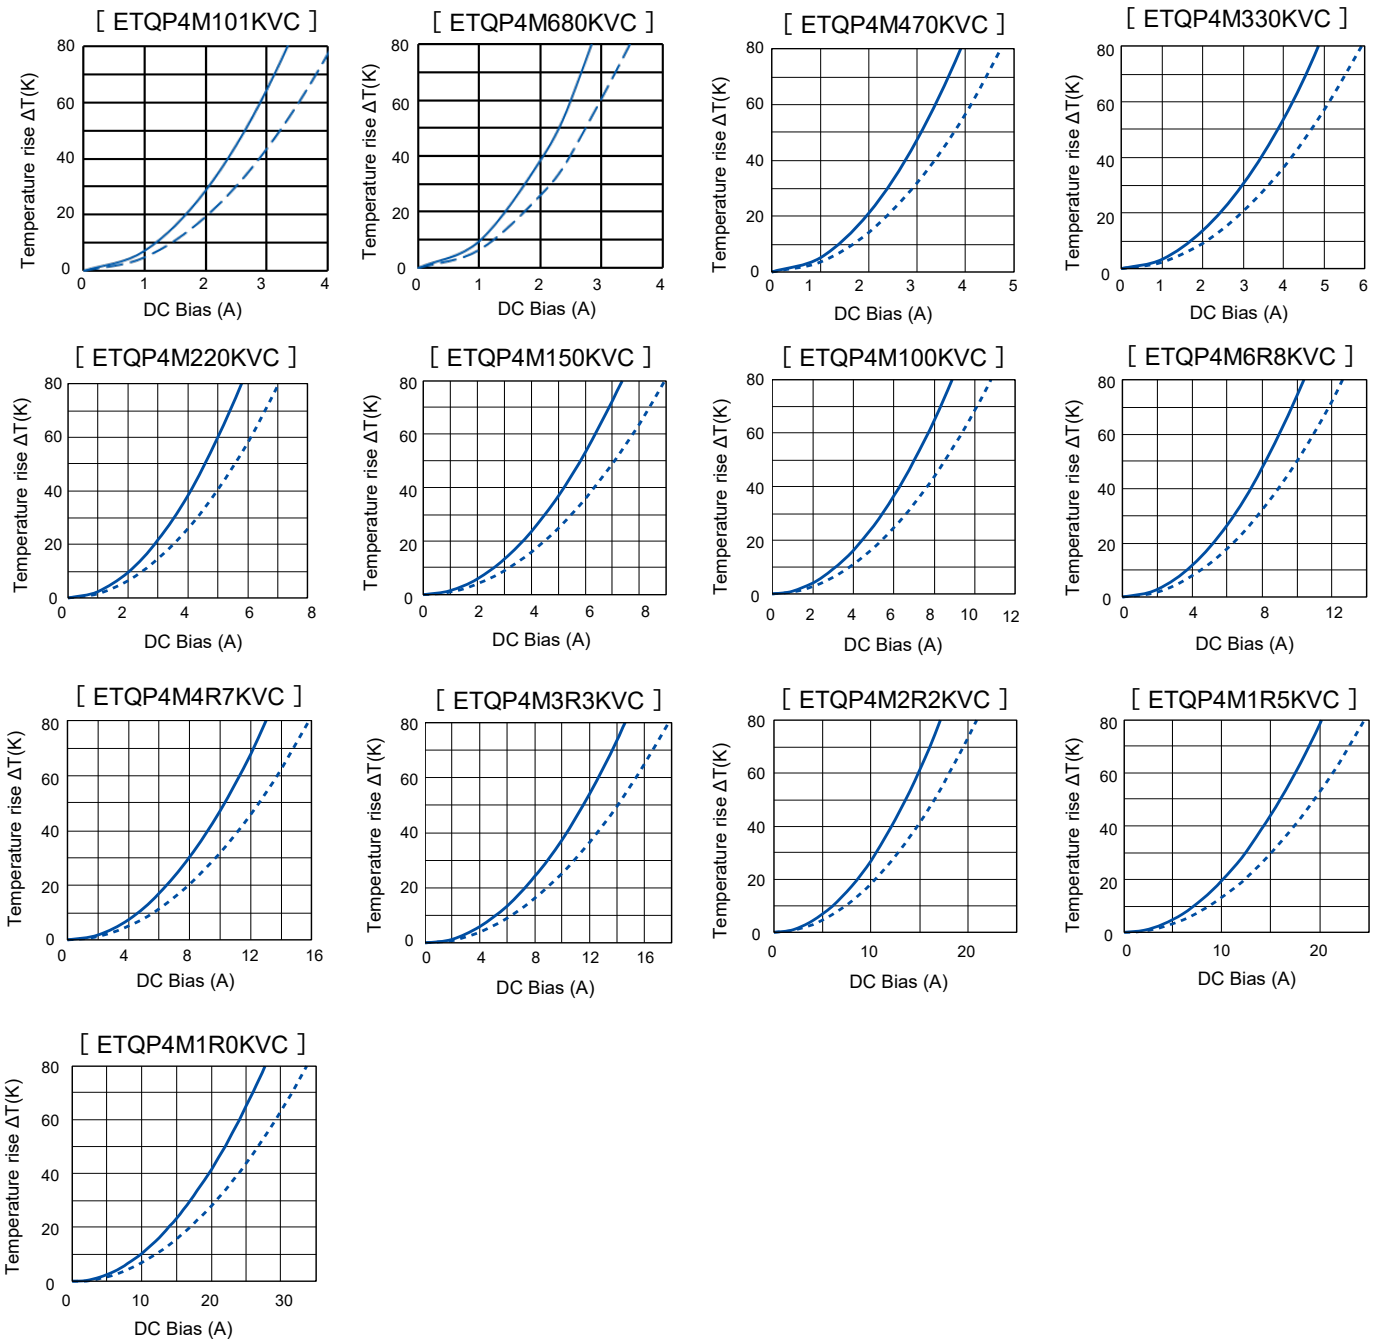 [ ETQP4M101KVC ]
Temperature rise ΔT(K)
80
60
40
20
0
0 1 2 3 4
DC Bias (A)
[ ETQP4M680KVC ]
Temperature rise ΔT(K)
80
60
40
20
0
0 1 2 3 4
DC Bias (A)
[ ETQP4M470KVC ]
Temperature rise ΔT(K)
80
60
40
20
0
0 1 2 3 4 5
DC Bias (A)
[ ETQP4M330KVC ]
Temperature rise ΔT(K)
80
60
40
20
0
0 1 2 3 4 5 6
DC Bias (A)
[ ETQP4M220KVC ]
Temperature rise ΔT(K)
80
60
40
20
0
0 2 4 6 8
DC Bias (A)
[ ETQP4M150KVC ]
Temperature rise ΔT(K)
80
60
40
20
0
0 2 4 6 8
DC Bias (A)
[ ETQP4M100KVC ]
Temperature rise ΔT(K)
80
60
40
20
0
0 2 4 6 8 10 12
DC Bias (A)
[ ETQP4M6R8KVC ]
Temperature rise ΔT(K)
80
60
40
20
0
0 4 8 12
DC Bias (A)
[ ETQP4M4R7KVC ]
Temperature rise ΔT(K)
80
60
40
20
0
0 4 8 12 16
DC Bias (A)
[ ETQP4M3R3KVC ]
Temperature rise ΔT(K)
80
60
40
20
0
0 4 8 12 16
DC Bias (A)
[ ETQP4M2R2KVC ]
Temperature rise ΔT(K)
80
60
40
20
0
0 10 20
DC Bias (A)
[ ETQP4M1R5KVC ]
Temperature rise ΔT(K)
80
60
40
20
0
0 10 20
DC Bias (A)
[ ETQP4M1R0KVC ]
Temperature rise ΔT(K)
80
60
40
20
0
0 10 20 30
DC Bias (A)